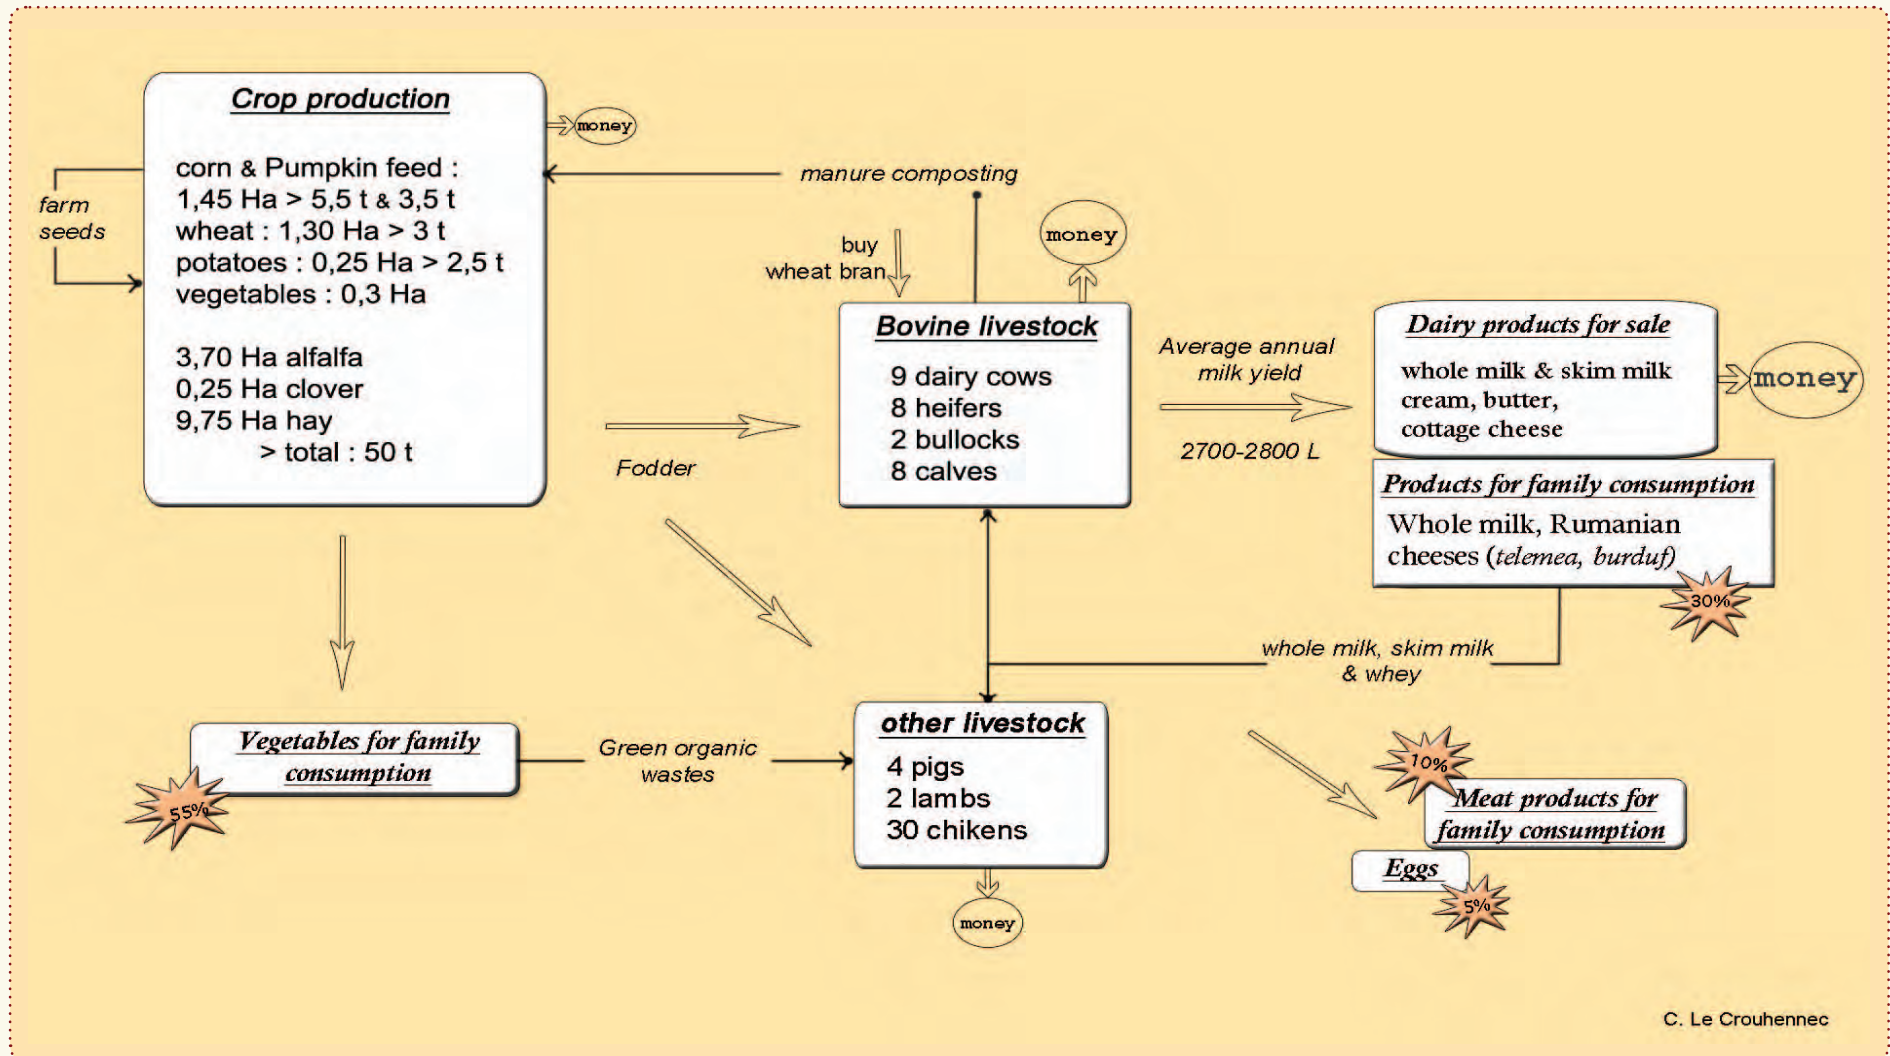 Crop production
corn & Pumpkin feed :
1,45 Ha > 5,5 t & 3,5 t
wheat : 1,30 Ha > 3 t
potatoes : 0,25 Ha > 2,5 t
vegetables : 0,3 Ha
3,70 Ha alfalfa
0,25 Ha clover
9,75 Ha hay
> total : 50 t
money
farm
seeds
manure composting
buy
wheat bran
money
Bovine livestock
9 dairy cows
8 heifers
2 bullocks
8 calves
Fodder
Average annual
milk yield
2700-2800 L
Dairy products for sale
whole milk & skim milk
cream, butter,
cottage cheese
money
Products for family consumption
Whole milk, Rumanian
cheeses (telemea, burduf)
30%
whole milk, skim milk
& whey
Vegetables for family
consumption
55%
Green organic
wastes
other livestock
4 pigs
2 lambs
30 chikens
money
10%
Meat products for
family consumption
Eggs
5%
C. Le Crouhennec